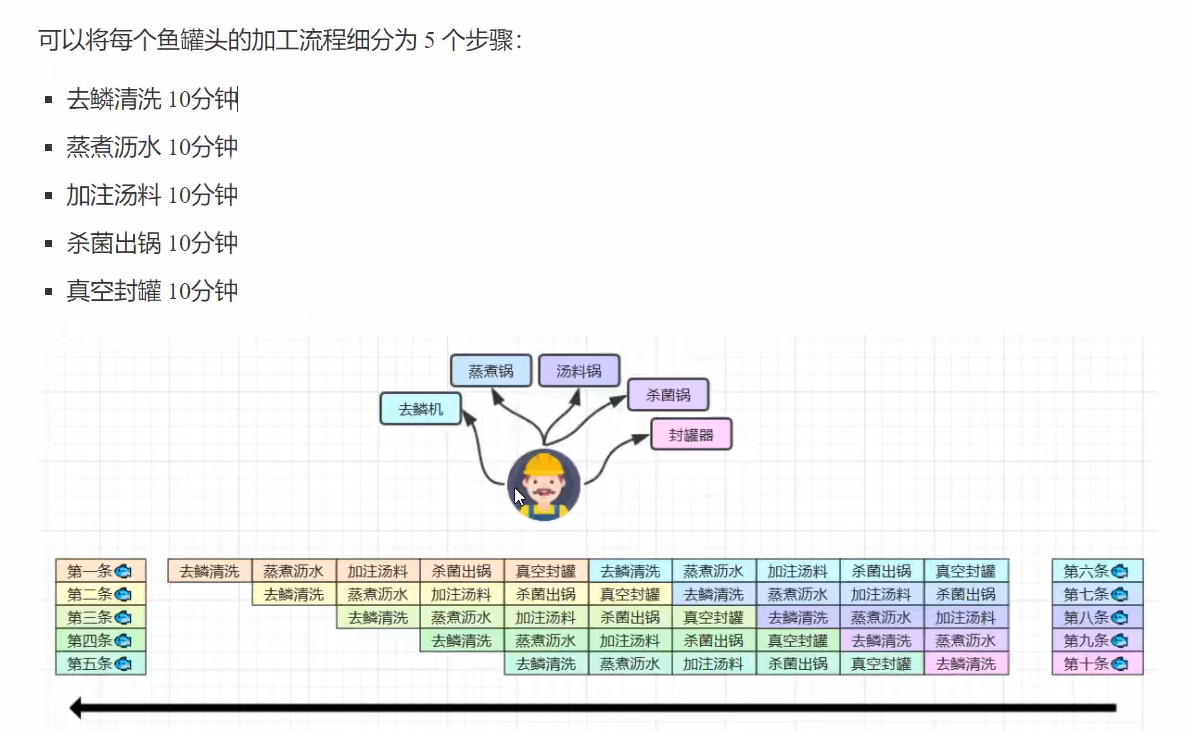 可以将每个鱼罐头的加工流程细分为 5 个步骤：
去鳞清洗 10分钟
蒸煮沥水 10分钟
加注汤料 10分钟
杀菌出锅 10分钟
真空封罐 10分钟
蒸煮锅 汤料锅
杀菌锅
去鳞机
封罐器
第一条 去鳞清洗 蒸煮沥水 加注汤料 杀菌出锅 真空封罐 去鳞清洗 蒸煮沥水 加注汤料 杀菌出锅 真空封罐 第六条
第二条 去鳞清洗 蒸煮沥水 加注汤料 杀菌出锅 真空封罐 去鳞清洗 蒸煮沥水 加注汤料 杀菌出锅 第七条
第三条 去鳞清洗 蒸煮沥水 加注汤料 杀菌出锅 真空封罐 去鳞清洗 蒸煮沥水 加注汤料 第八条
第四条 去鳞清洗 蒸煮沥水 加注汤料 杀菌出锅 真空封罐 去鳞清洗 蒸煮沥水 第九条
第五条 去鳞清洗 蒸煮沥水 加注汤料 杀菌出锅 真空封罐 去鳞清洗 第十条